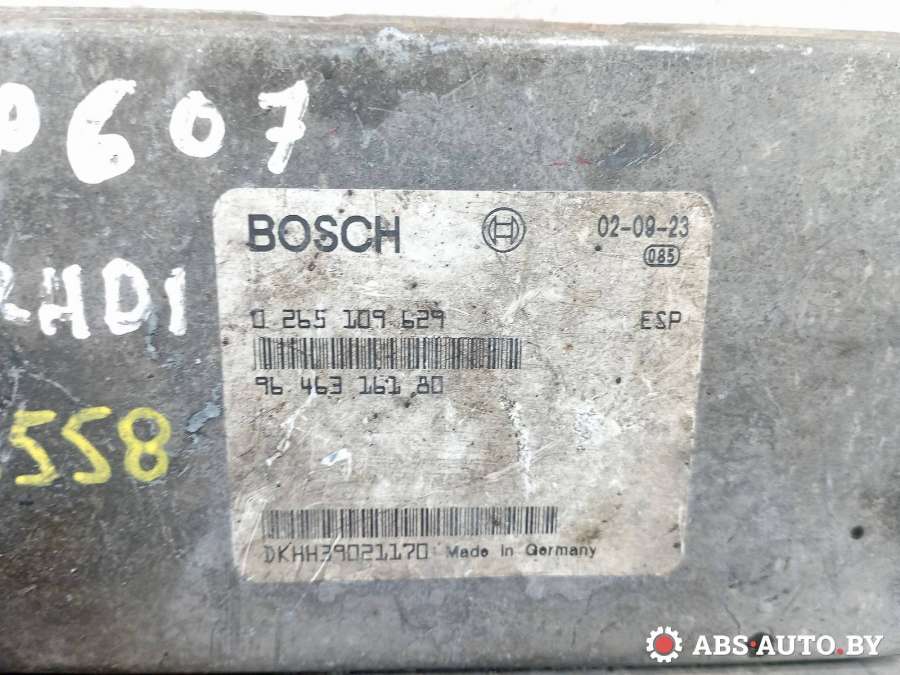 607
HDI
558
BOSCH
02-09-23
085
0 265 109 629
ESP
96 463 161 80
DKHH39021170 Made in Germany
ABS-AUTO.BY